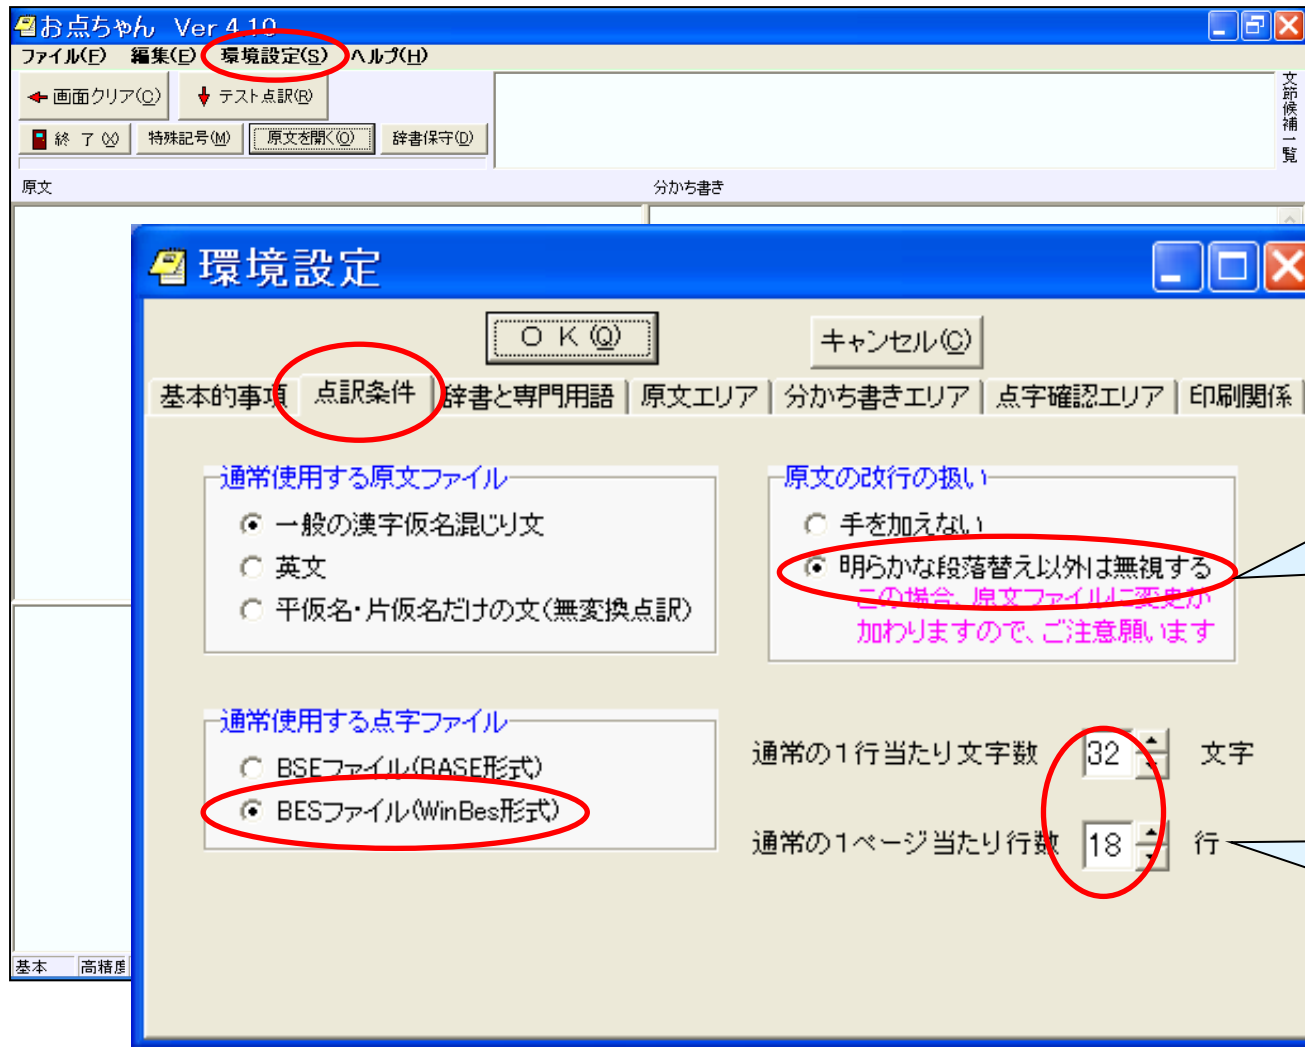 お点ちゃん Ver 4.10
ファイル(F) 編集(E) 環境設定(S) ヘルプ(H)
画面クリア(C) テスト点訳(R)
終 了(X) 特殊記号(M) 原文を開く(O) 辞書保守(D)
文節候補一覧
原文 分かち書き
環境設定
O K(Q) キャンセル(C)
基本的事項 点訳条件 辞書と専門用語 原文エリア 分かち書きエリア 点字確認エリア 印刷関係
通常使用する原文ファイル
一般の漢字仮名混じり文
英文
平仮名・片仮名だけの文(無変換点訳)
原文の改行の扱い
手を加えない
明らかな段落替え以外は無視する
この場合、原文ファイルに変更が
加わりますので、ご注意願います
通常使用する点字ファイル
BSEファイル(BASE形式)
BESファイル(WinBes形式)
通常の1行当たり文字数 32 文字
通常の1ページ当たり行数 18 行
基本 高精度